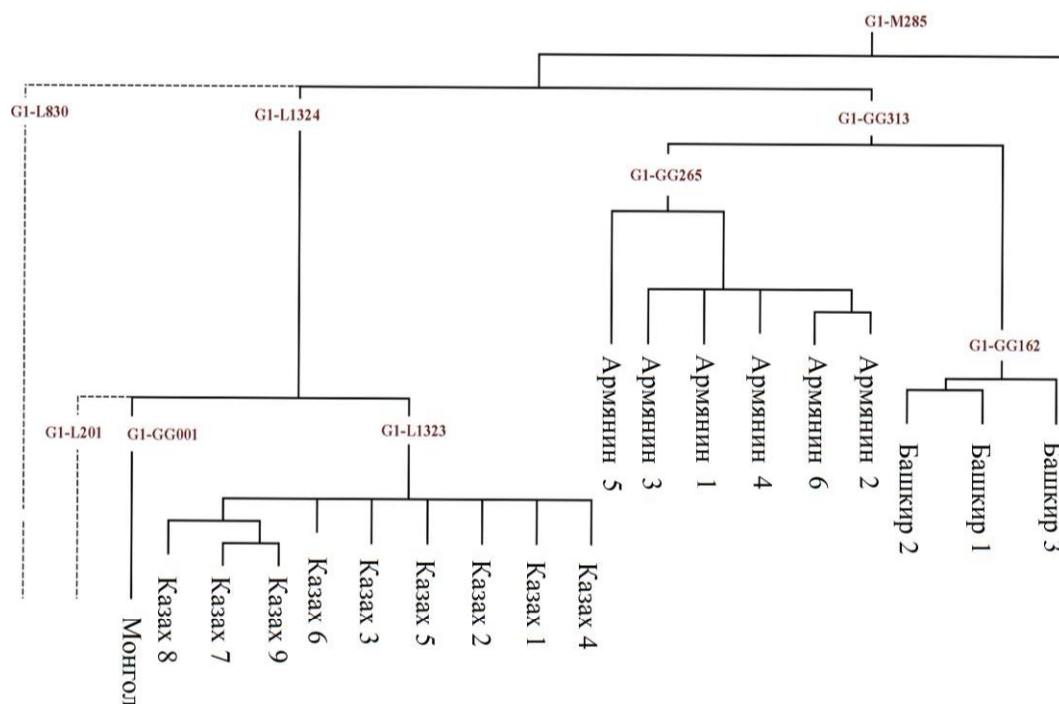 G1-M285
G1-L830
G1-L1324
G1-GG313
G1-GG265
G1-GG162
Армянин 5
Армянин 3
Армянин 1
Армянин 4
Армянин 6
Армянин 2
Башкир 2
Башкир 1
Башкир 3
G1-L201
G1-GG001
G1-L1323
Монгол
Казах 8
Казах 7
Казах 9
Казах 6
Казах 3
Казах 5
Казах 2
Казах 1
Казах 4